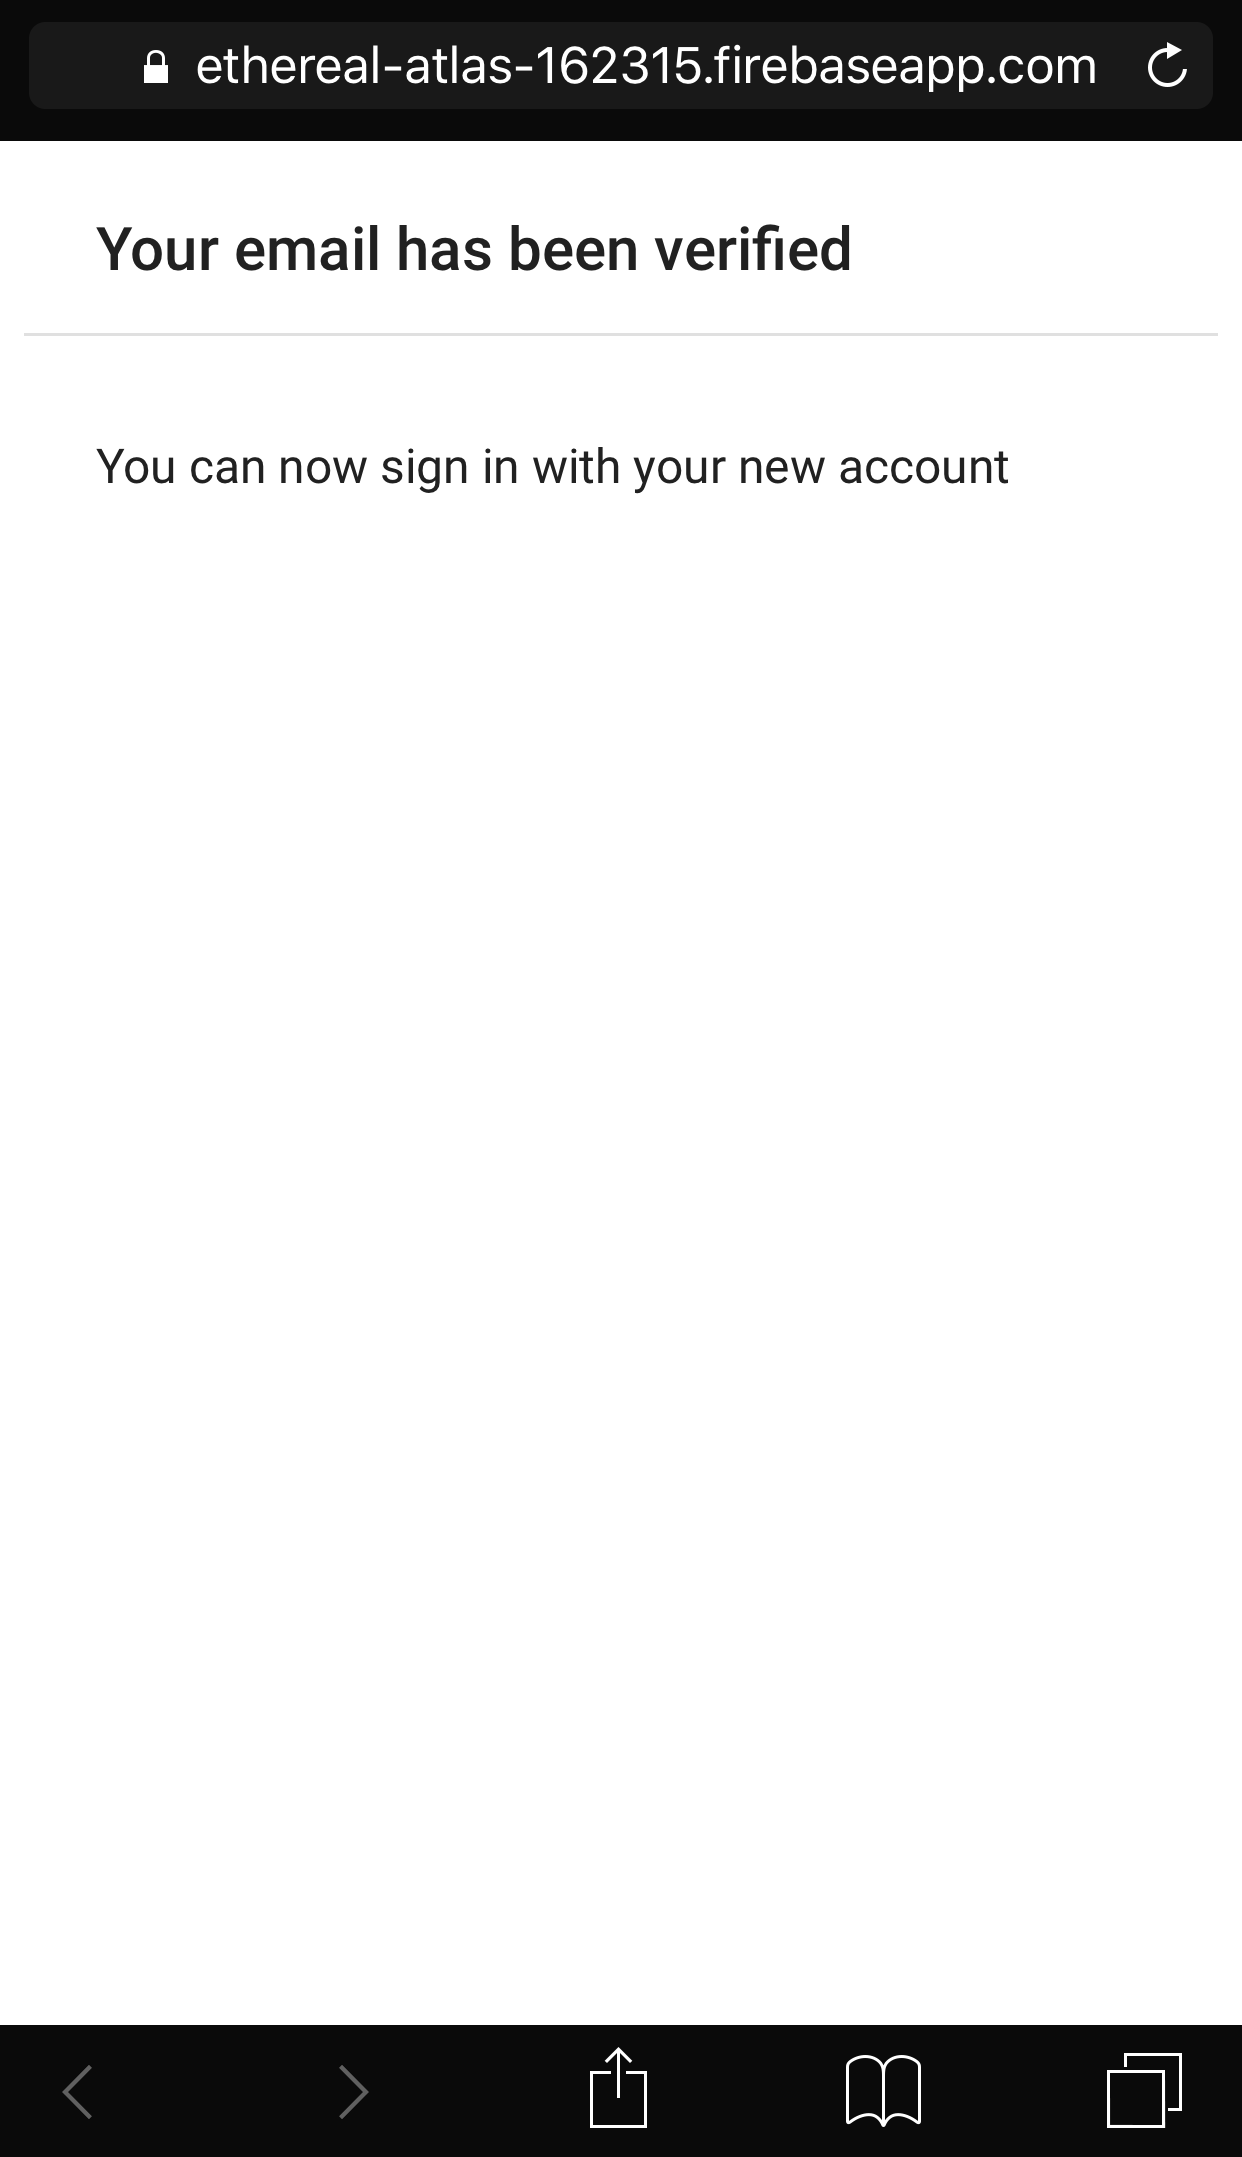 ethereal-atlas-162315.firebaseapp.com
Your email has been verified
You can now sign in with your new account